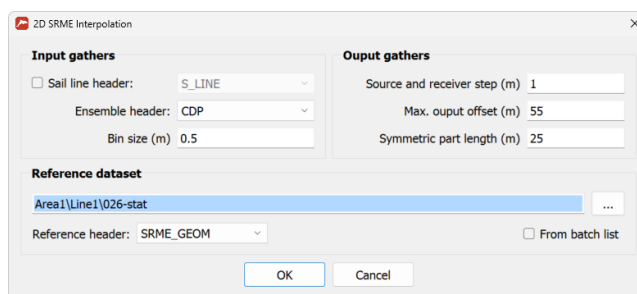 2D SRME Interpolation
Input gathers
Sail line header: S_LINE
Ensemble header: CDP
Bin size (m) 0.5
Ouput gathers
Source and receiver step (m) 1
Max. ouput offset (m) 55
Symmetric part length (m) 25
Reference dataset
Area1\Line1\026-stat
...
Reference header: SRME_GEOM
From batch list
OK
Cancel